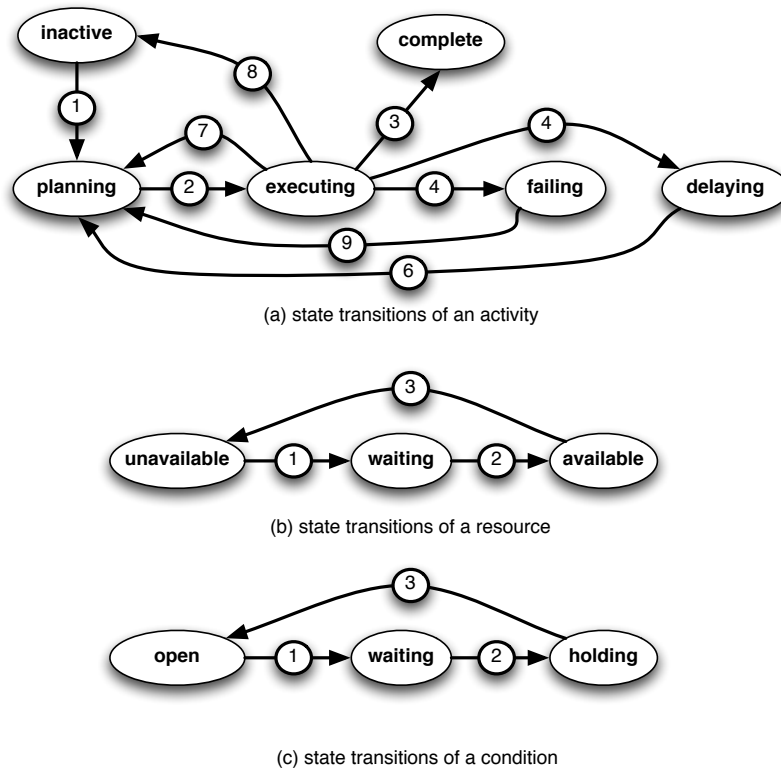 inactive
complete
8
1
3
7
4
planning
2
executing
4
failing
delaying
9
6
(a) state transitions of an activity
3
unavailable
1
waiting
2
available
(b) state transitions of a resource
3
open
1
waiting
2
holding
(c) state transitions of a condition